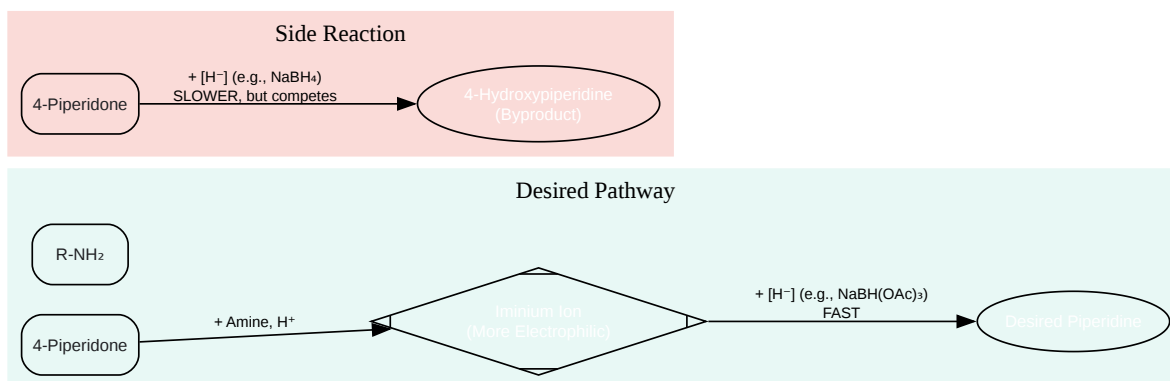 Side Reaction
4-Piperidone
+ [H⁻] (e.g., NaBH₄)
SLOWER, but competes
4-Hydroxypiperidine
(Byproduct)
Desired Pathway
R-NH₂
4-Piperidone
+ Amine, H⁺
Iminium Ion
(More Electrophilic)
+ [H⁻] (e.g., NaBH(OAc)₃)
FAST
Desired Piperidine